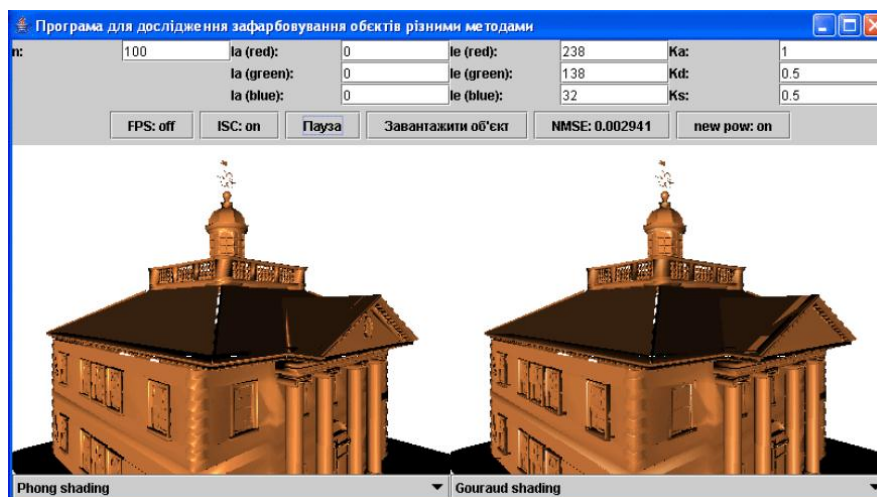 Програма для дослідження зафарбовування обєктів різними методами
n: 100 Ia (red): 0 Ie (red): 238 Ka: 1
Ia (green): 0 Ie (green): 138 Kd: 0.5
Ia (blue): 0 Ie (blue): 32 Ks: 0.5
FPS: off ISC: on Пауза Завантажити об'єкт NMSE: 0.002941 new pow: on
Phong shading Gouraud shading